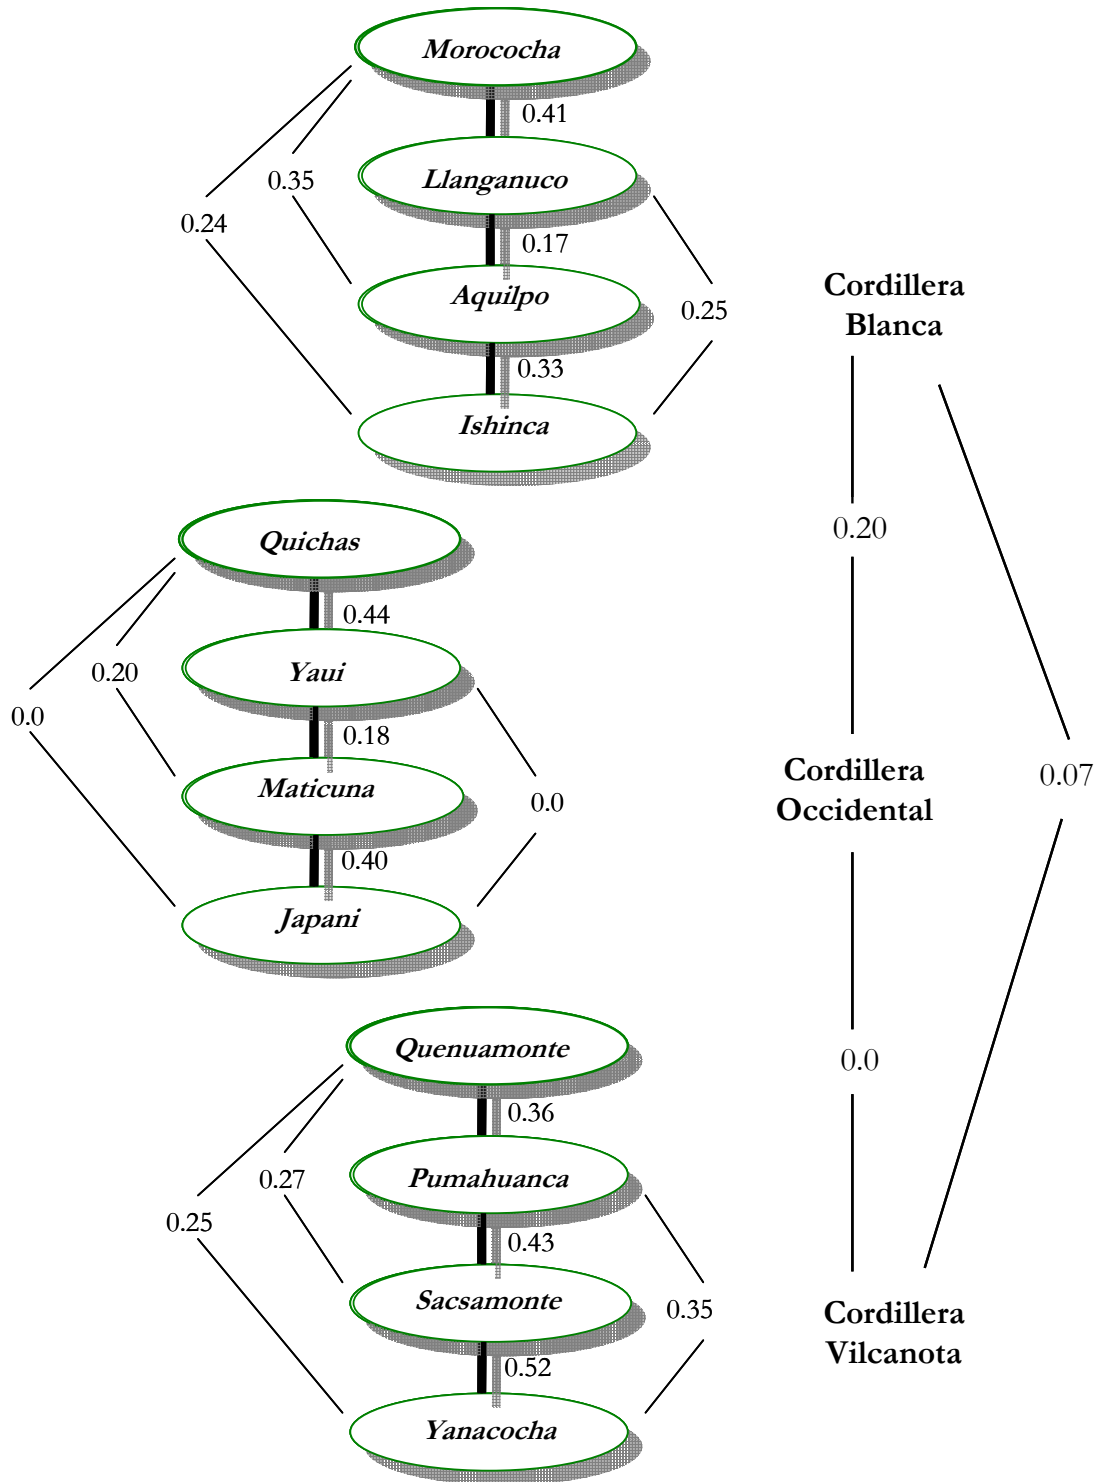 Morococha
0.41
Llanganuco
0.35
0.24
0.17
Aquilpo
0.25
0.33
Ishinca
Quichas
0.44
Yaui
0.20
0.0
0.18
Maticuna
0.0
0.40
Japani
Quenuamonte
0.36
Pumahuanca
0.27
0.25
0.43
Sacsamonte
0.35
0.52
Yanacocha
Cordillera
Blanca
0.20
Cordillera
Occidental
0.07
0.0
Cordillera
Vilcanota